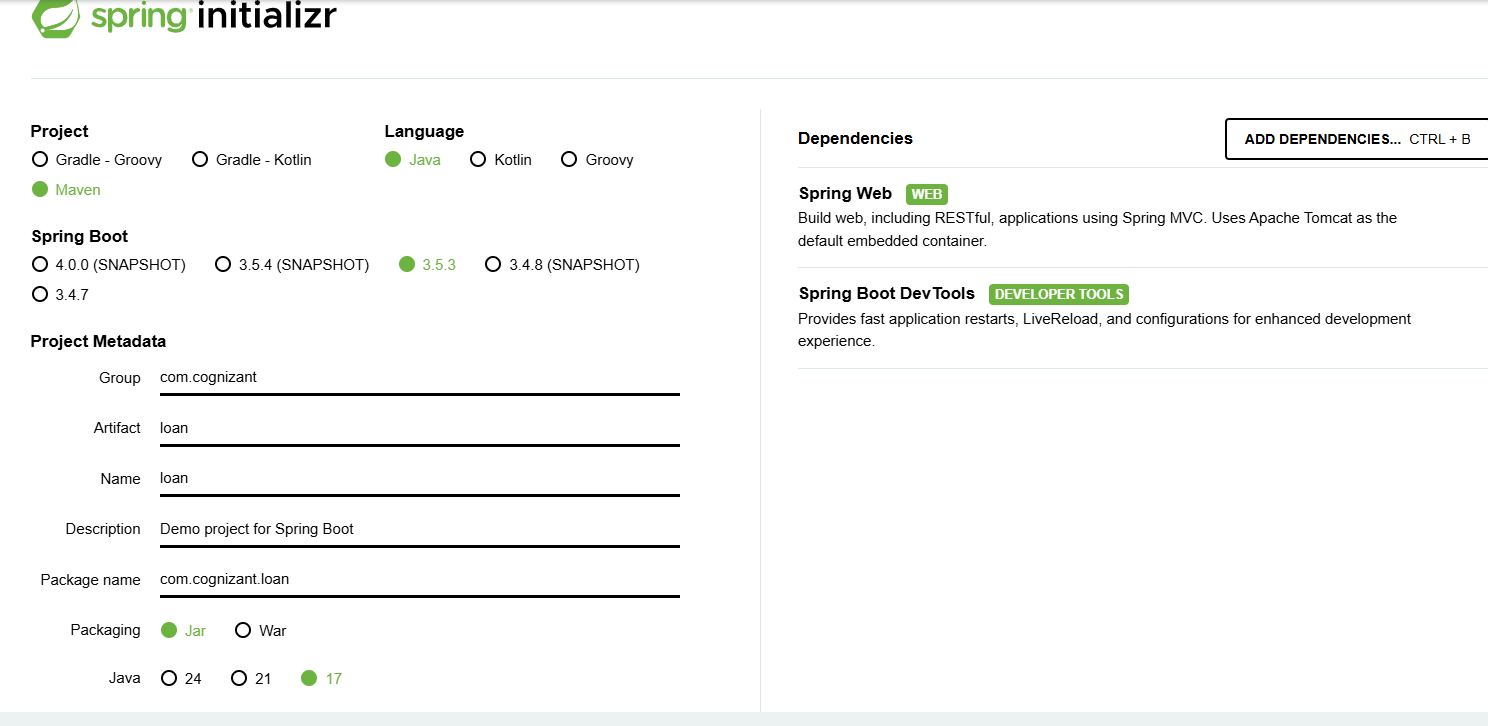 spring initializr
Project
Gradle - Groovy Gradle - Kotlin
Maven
Language
Java Kotlin Groovy
Spring Boot
4.0.0 (SNAPSHOT) 3.5.4 (SNAPSHOT) 3.5.3 3.4.8 (SNAPSHOT)
3.4.7
Project Metadata
Group com.cognizant
Artifact loan
Name loan
Description Demo project for Spring Boot
Package name com.cognizant.loan
Packaging Jar War
Java 24 21 17
Dependencies
ADD DEPENDENCIES... CTRL + B
Spring Web WEB
Build web, including RESTful, applications using Spring MVC. Uses Apache Tomcat as the
default embedded container.
Spring Boot DevTools DEVELOPER TOOLS
Provides fast application restarts, LiveReload, and configurations for enhanced development
experience.